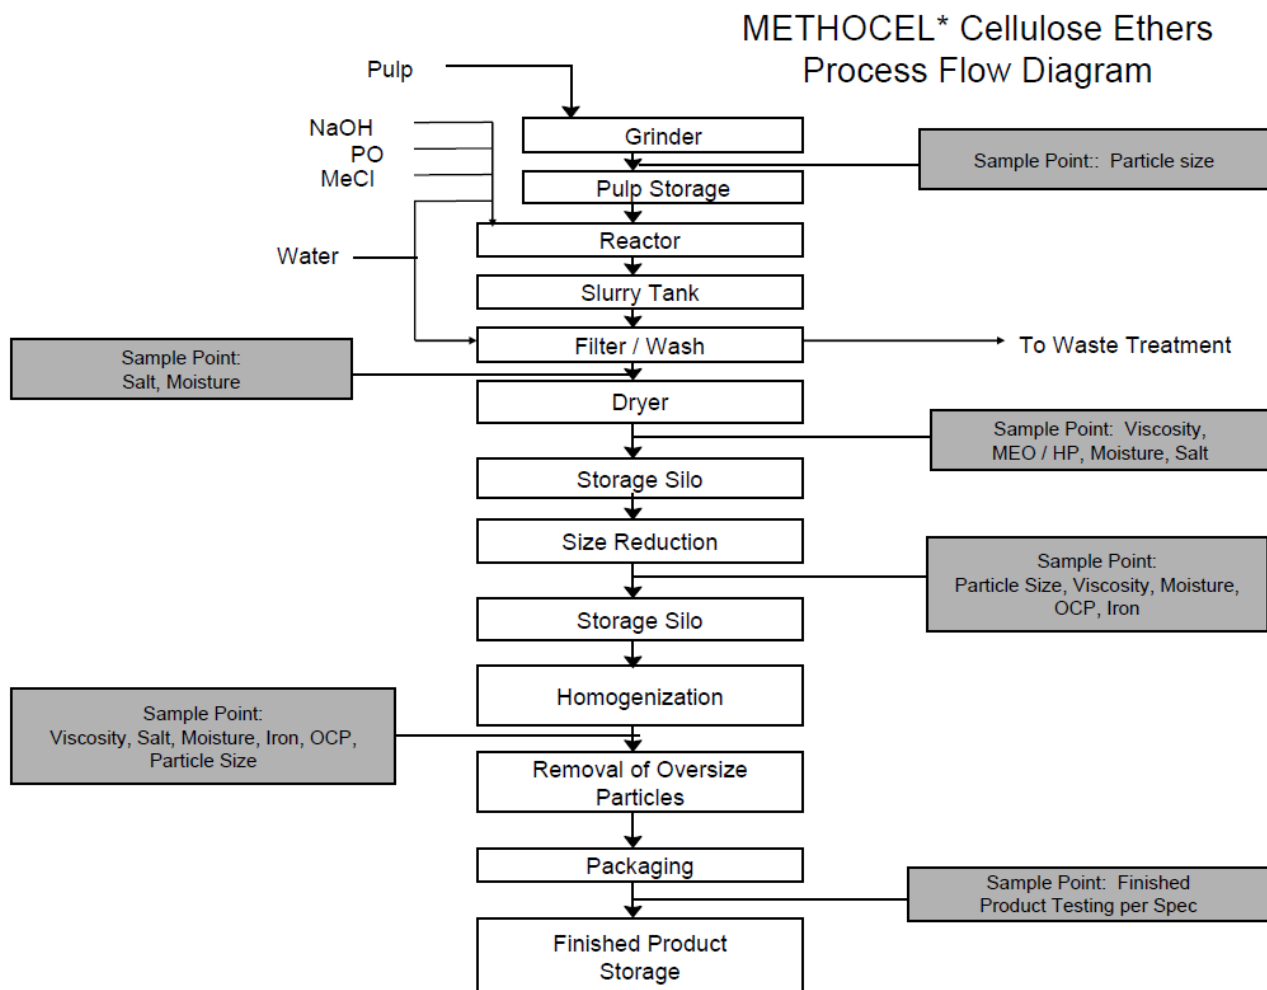 METHOCEL* Cellulose Ethers
Process Flow Diagram
Pulp
NaOH
PO
MeCl
Grinder
Sample Point:: Particle size
Pulp Storage
Reactor
Water
Slurry Tank
Filter / Wash
To Waste Treatment
Sample Point:
Salt, Moisture
Dryer
Sample Point: Viscosity,
MEO / HP, Moisture, Salt
Storage Silo
Size Reduction
Sample Point:
Particle Size, Viscosity, Moisture,
OCP, Iron
Storage Silo
Homogenization
Sample Point:
Viscosity, Salt, Moisture, Iron, OCP,
Particle Size
Removal of Oversize
Particles
Packaging
Sample Point: Finished
Product Testing per Spec
Finished Product
Storage